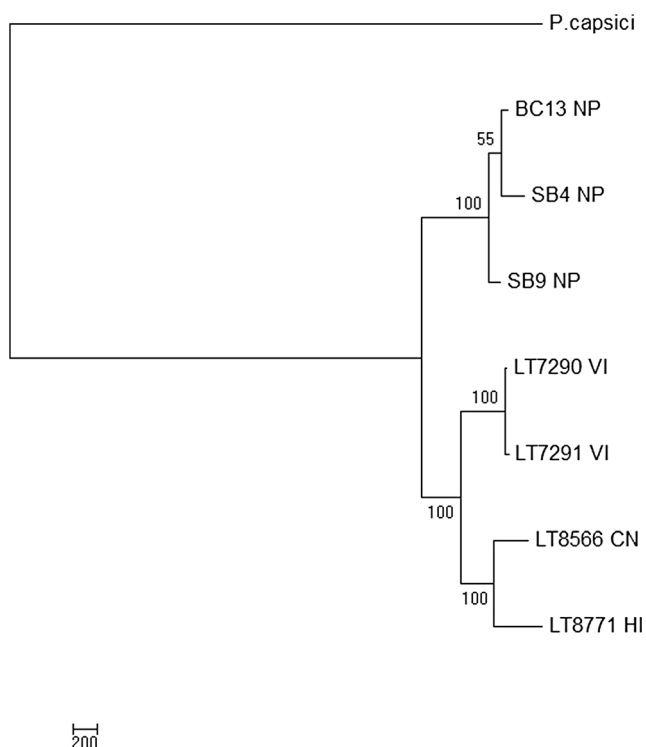 P.capsici
BC13 NP
55
SB4 NP
100
SB9 NP
LT7290 VI
100
LT7291 VI
100
LT8566 CN
100
LT8771 HI
200